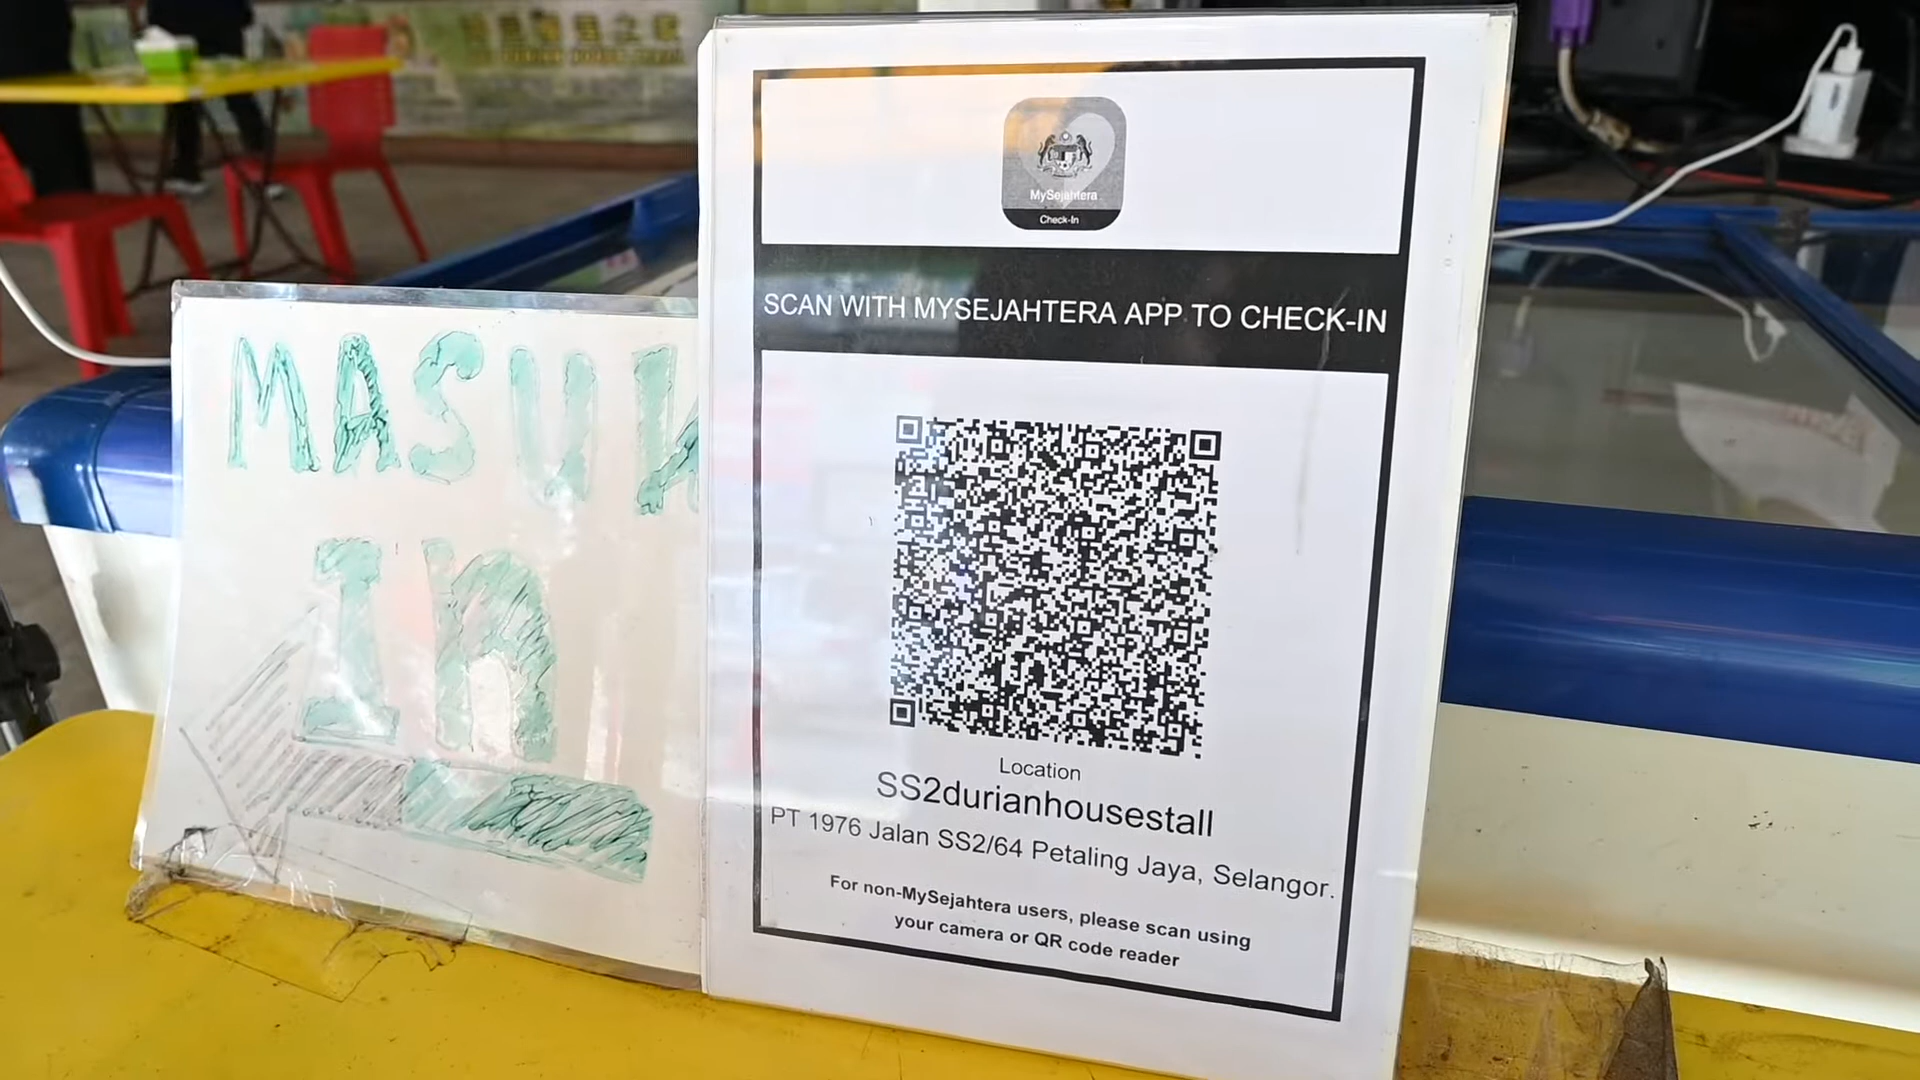 MASUK
In
MySejahtera
Check-In
SCAN WITH MYSEJAHTERA APP TO CHECK-IN
Location
SS2durianhousestall
PT 1976 Jalan SS2/64 Petaling Jaya, Selangor.
For non-MySejahtera users, please scan using
your camera or QR code reader